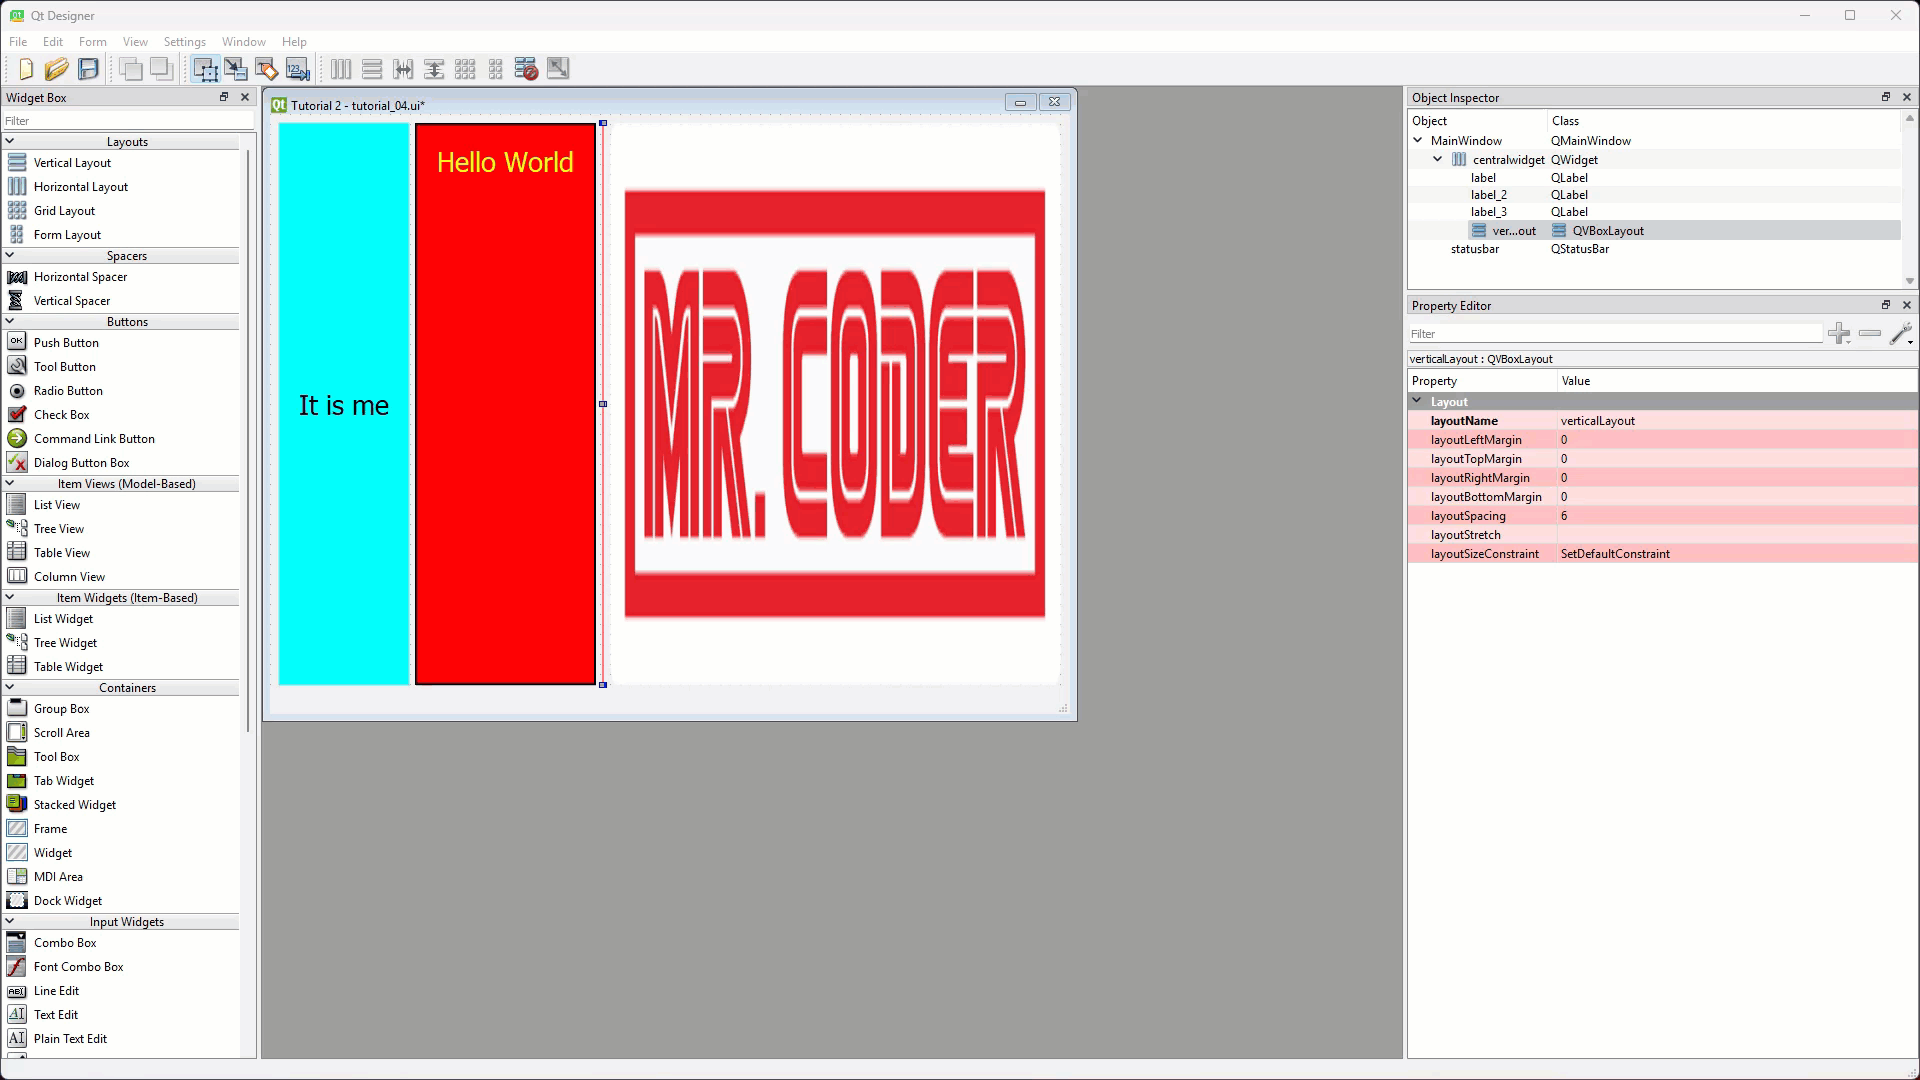 Qt Designer
File Edit Form View Settings Window Help
Widget Box
Filter
Layouts
Vertical Layout
Horizontal Layout
Grid Layout
Form Layout
Spacers
Horizontal Spacer
Vertical Spacer
Buttons
Push Button
Tool Button
Radio Button
Check Box
Command Link Button
Dialog Button Box
Item Views (Model-Based)
List View
Tree View
Table View
Column View
Item Widgets (Item-Based)
List Widget
Tree Widget
Table Widget
Containers
Group Box
Scroll Area
Tool Box
Tab Widget
Stacked Widget
Frame
Widget
MDI Area
Dock Widget
Input Widgets
Combo Box
Font Combo Box
Line Edit
Text Edit
Plain Text Edit
Tutorial 2 - tutorial_04.ui*
It is me
Hello World
MR. CODER
Object Inspector
Object Class
MainWindow QMainWindow
centralwidget QWidget
label QLabel
label_2 QLabel
label_3 QLabel
ver...out QVBoxLayout
statusbar QStatusBar
Property Editor
Filter
verticalLayout : QVBoxLayout
Property Value
Layout
layoutName verticalLayout
layoutLeftMargin 0
layoutTopMargin 0
layoutRightMargin 0
layoutBottomMargin 0
layoutSpacing 6
layoutStretch
layoutSizeConstraint SetDefaultConstraint